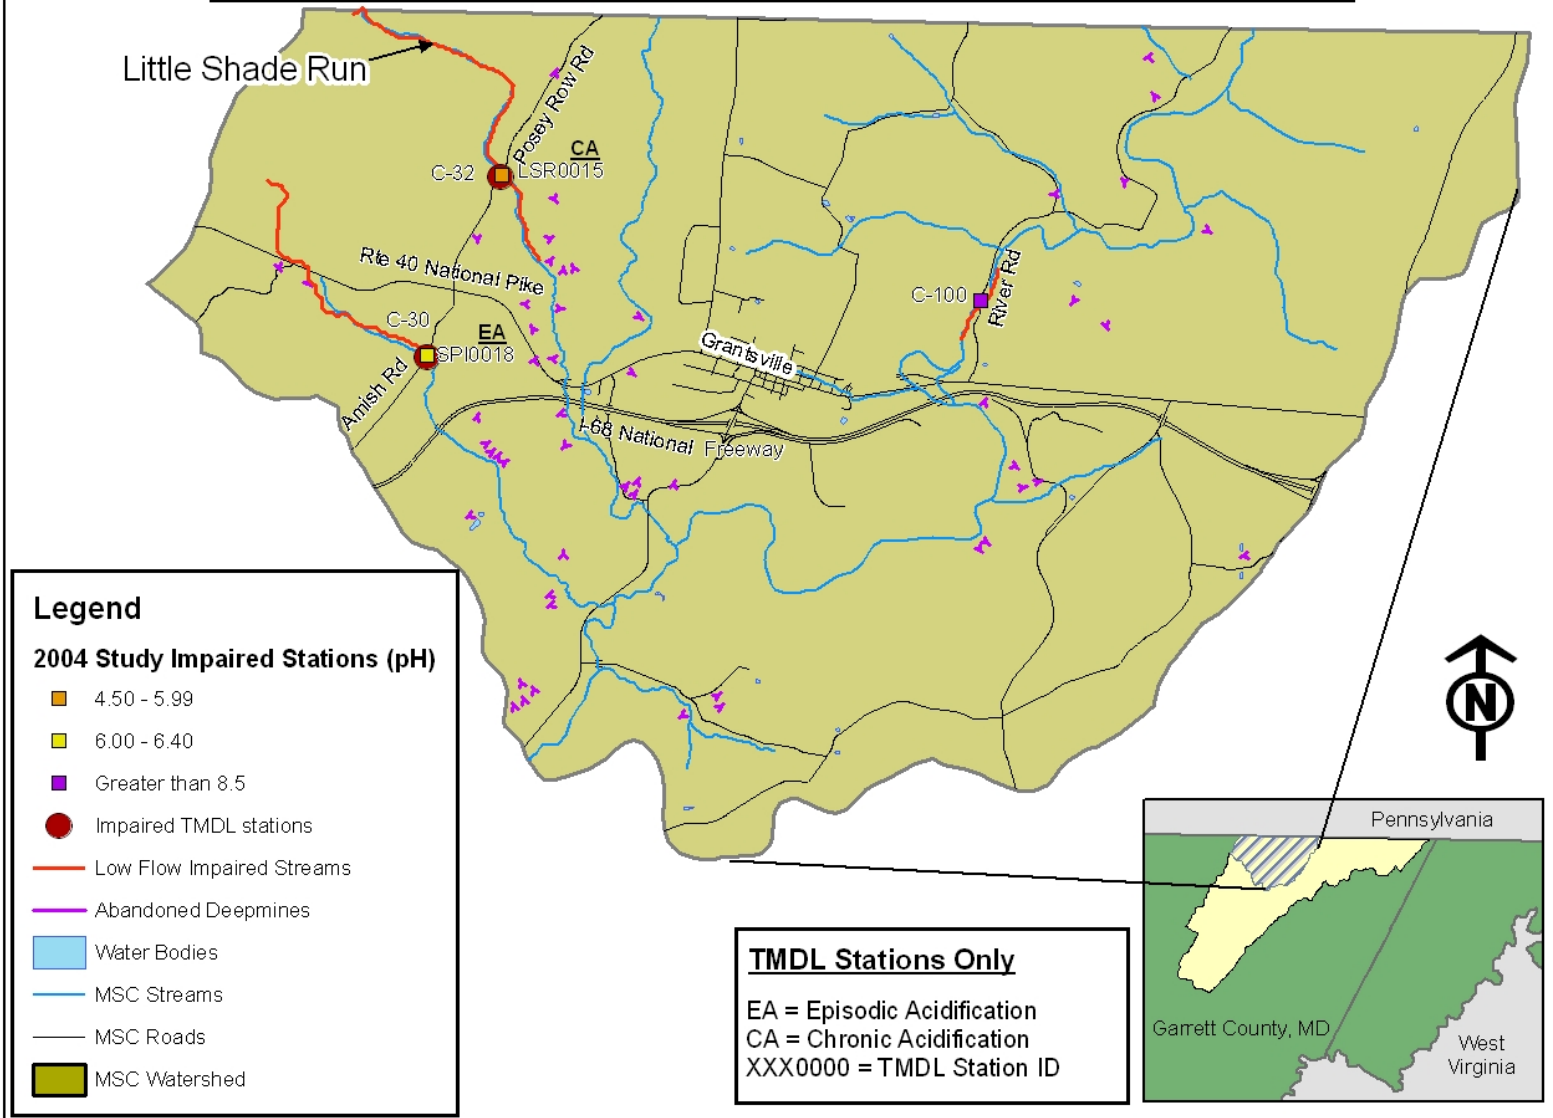 Little Shade Run
Posey Row Rd
CA
C-32
LSR0015
Rte 40 National Pike
C-30
EA
SPI0018
Amish Rd
C-100
River Rd
Grantsville
I-68 National Freeway
Legend
2004 Study Impaired Stations (pH)
4.50 - 5.99
6.00 - 6.40
Greater than 8.5
Impaired TMDL stations
Low Flow Impaired Streams
Abandoned Deepmines
Water Bodies
MSC Streams
MSC Roads
MSC Watershed
TMDL Stations Only
EA = Episodic Acidification
CA = Chronic Acidification
XXX0000 = TMDL Station ID
N
Pennsylvania
Garrett County, MD
West
Virginia